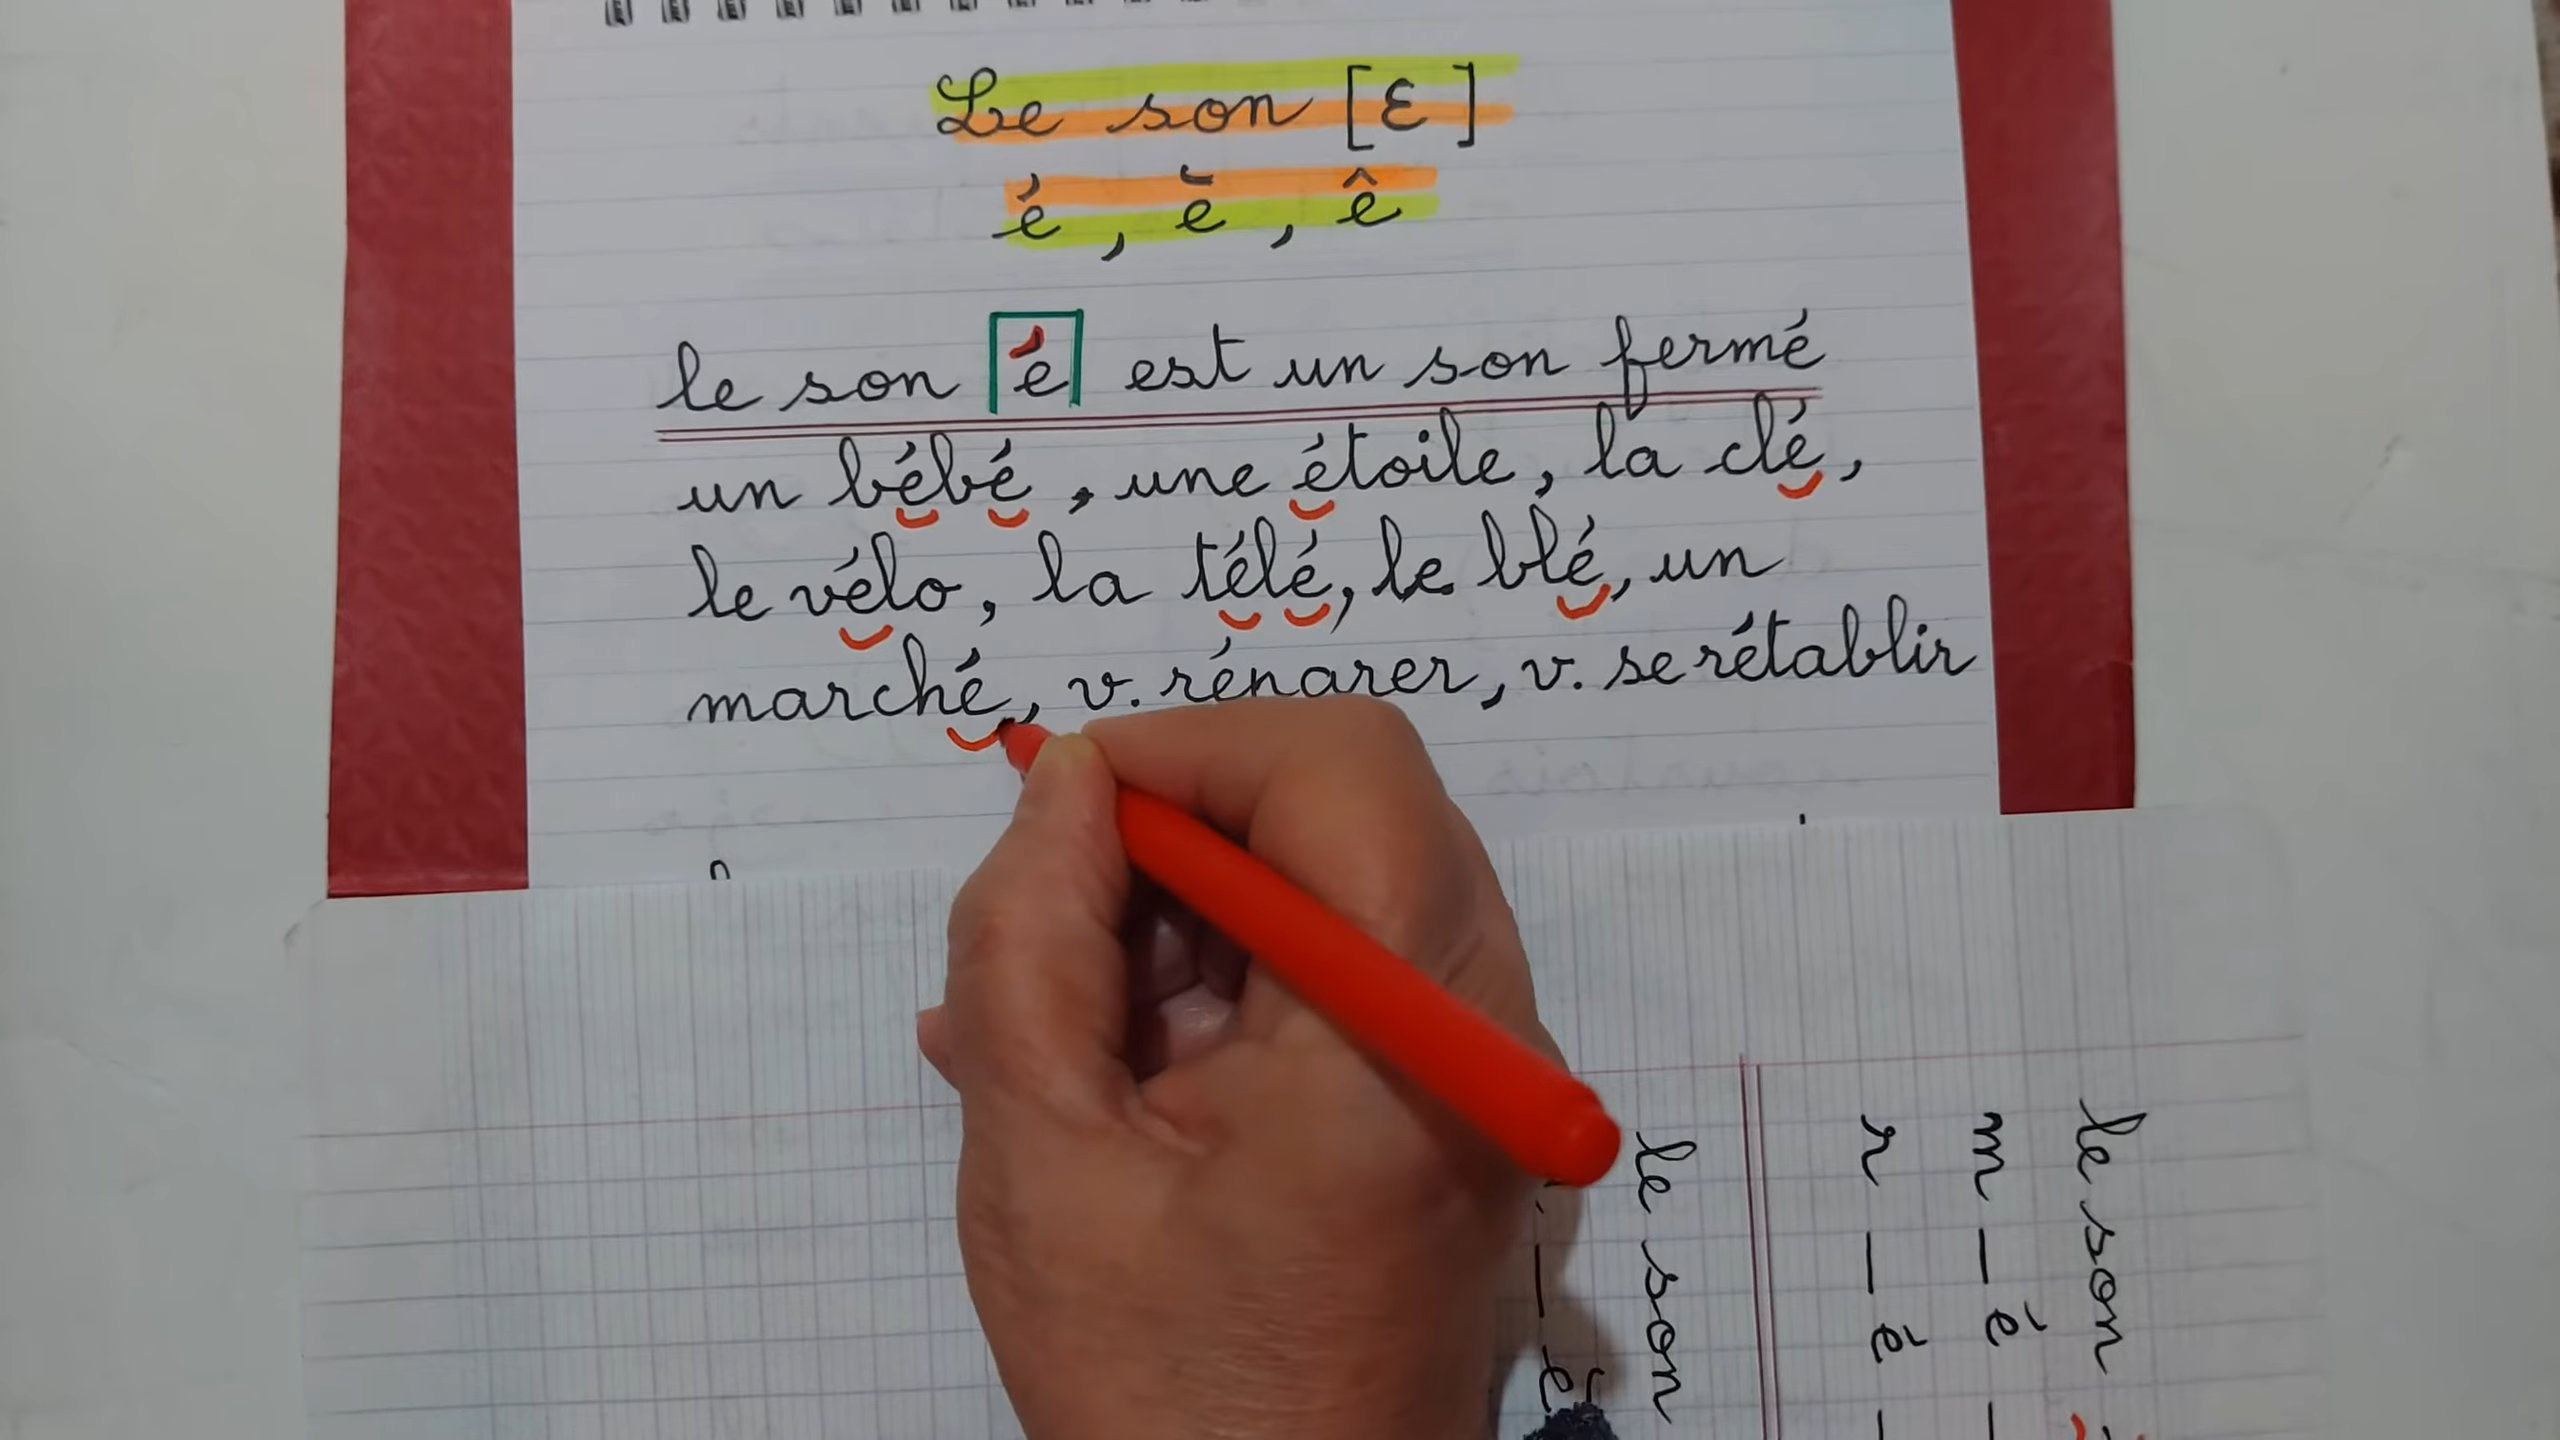 Le son [ɛ]
é, è, ê
le son é est un son fermé
un bébé, une étoile, la clé,
le vélo, la télé, le blé, un
marché, v. réparer, v. se rétablir
le son
m - é -
r - é -
le son
- è